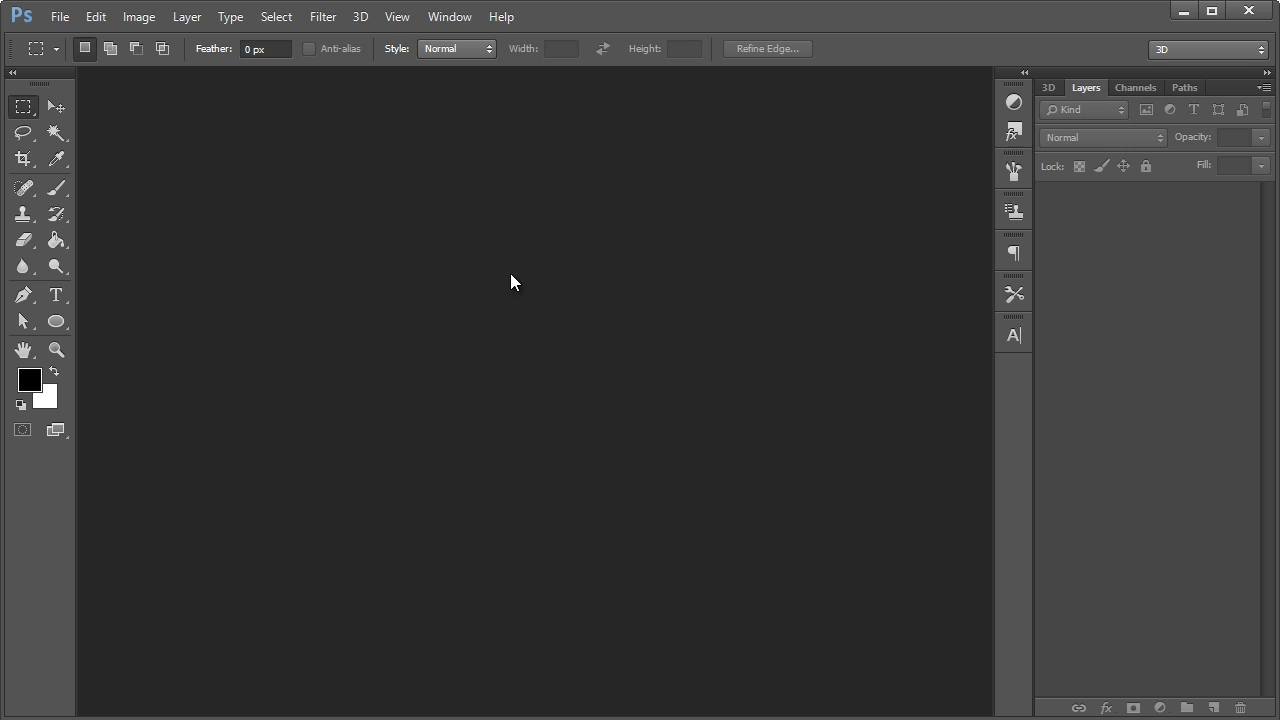 Ps File Edit Image Layer Type Select Filter 3D View Window Help
Feather: 0 px Anti-alias Style: Normal Width: Height: Refine Edge... 3D
3D Layers Channels Paths
Kind
Normal Opacity:
Lock: Fill: